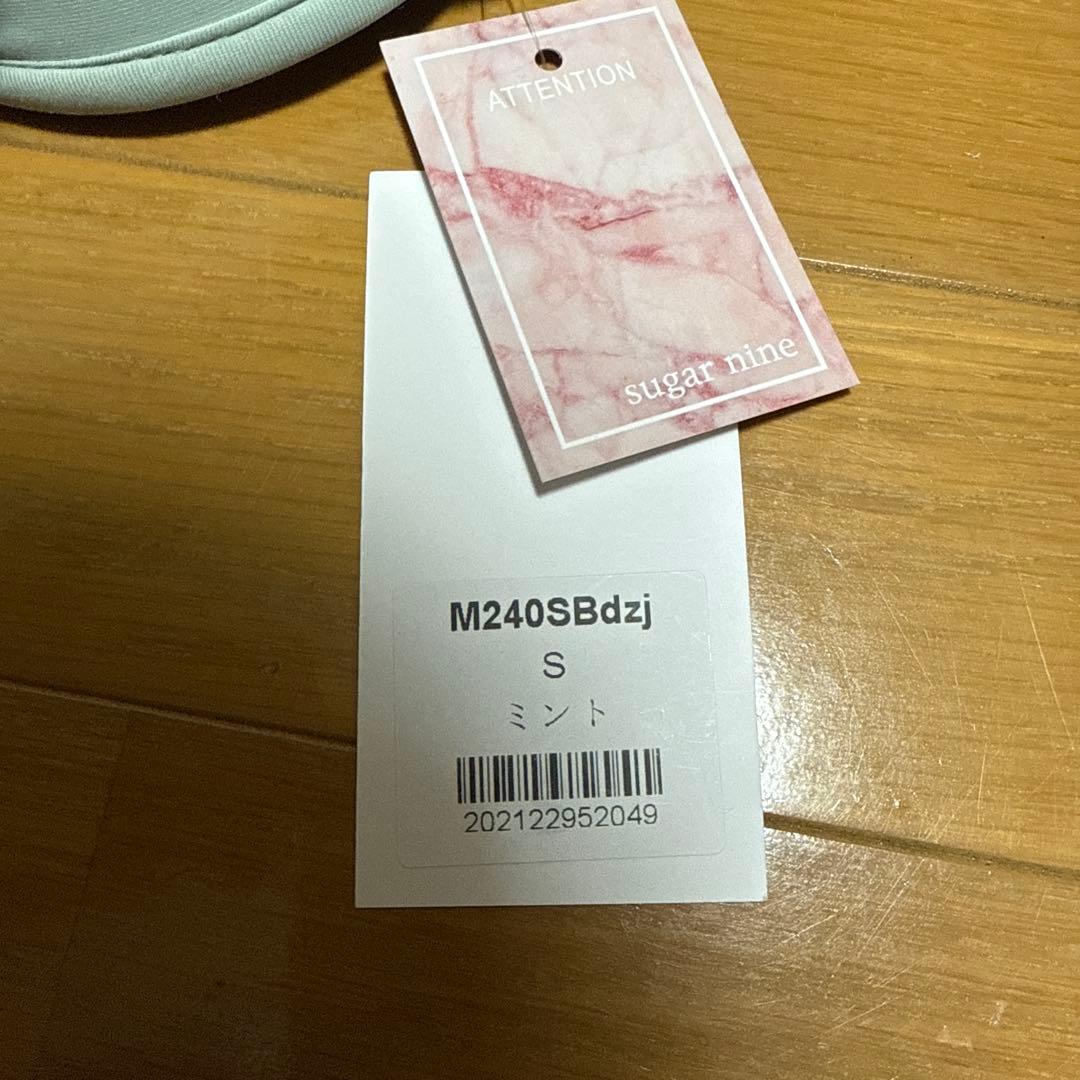 ATTENTION
sugar nine
M240SBdzj
S
ミント
202122952049